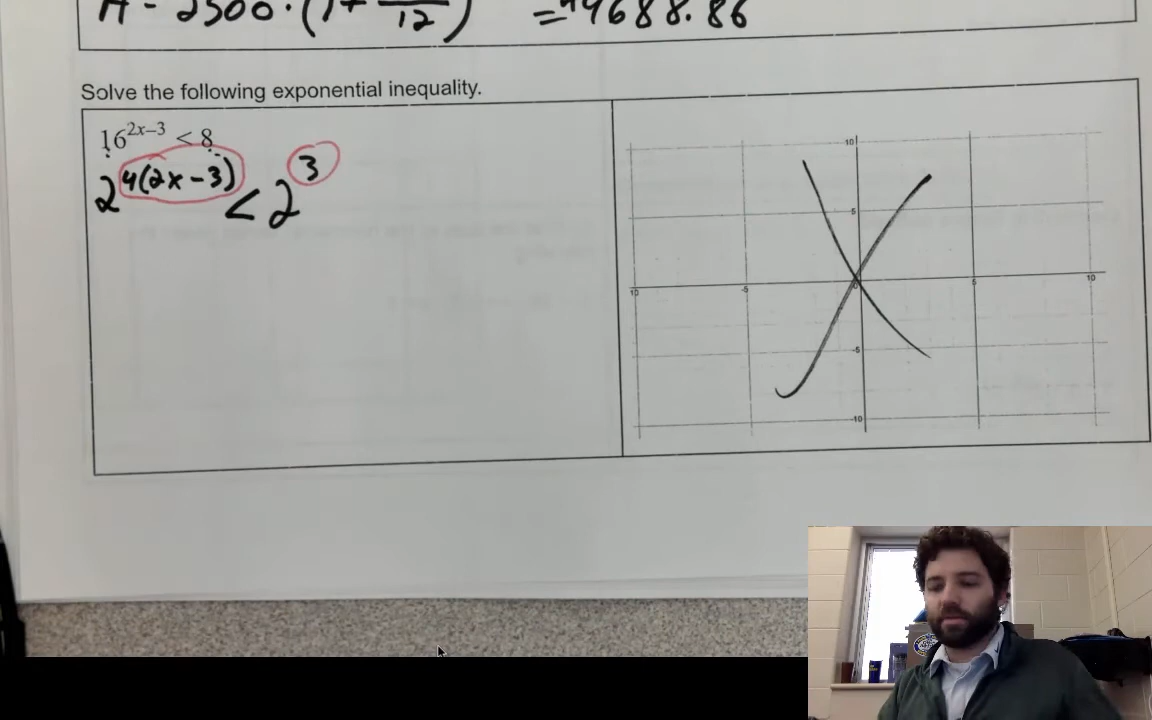 = 4688.86
Solve the following exponential inequality.
16^{2x-3} < 8
2^{4(2x-3)} < 2^{3}
10
5
10 -5 0 5 10
-5
-10